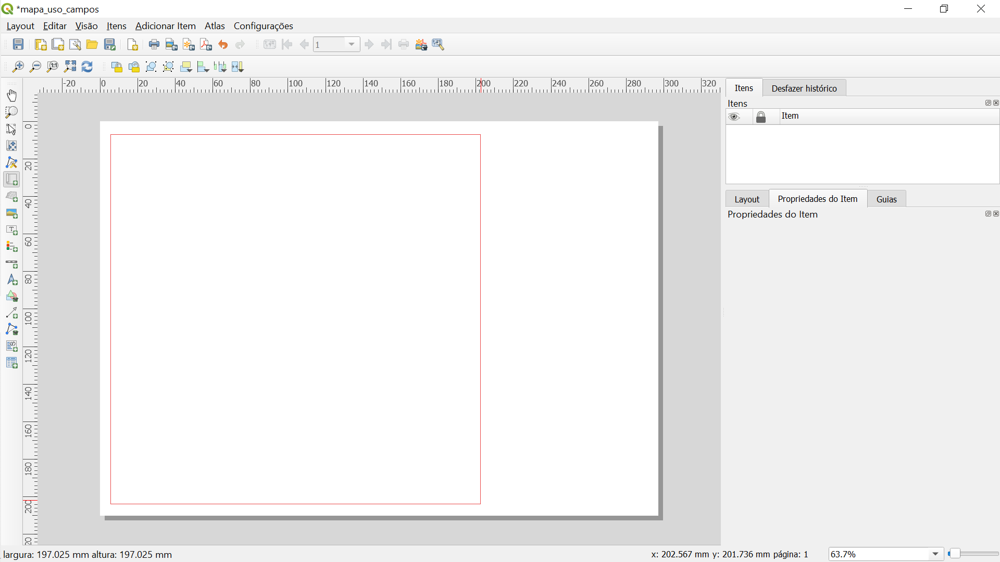 *mapa_uso_campos
Layout Editar Visão Itens Adicionar Item Atlas Configurações
1
1:1
-20 0 20 40 60 80 100 120 140 160 180 200 220 240 260 280 300 320
Itens Desfazer histórico
Itens
Item
0
20
40
60
80
100
120
140
160
180
200
20
Layout Propriedades do Item Guias
Propriedades do Item
T
largura: 197.025 mm altura: 197.025 mm x: 202.567 mm y: 201.736 mm página: 1 63.7%